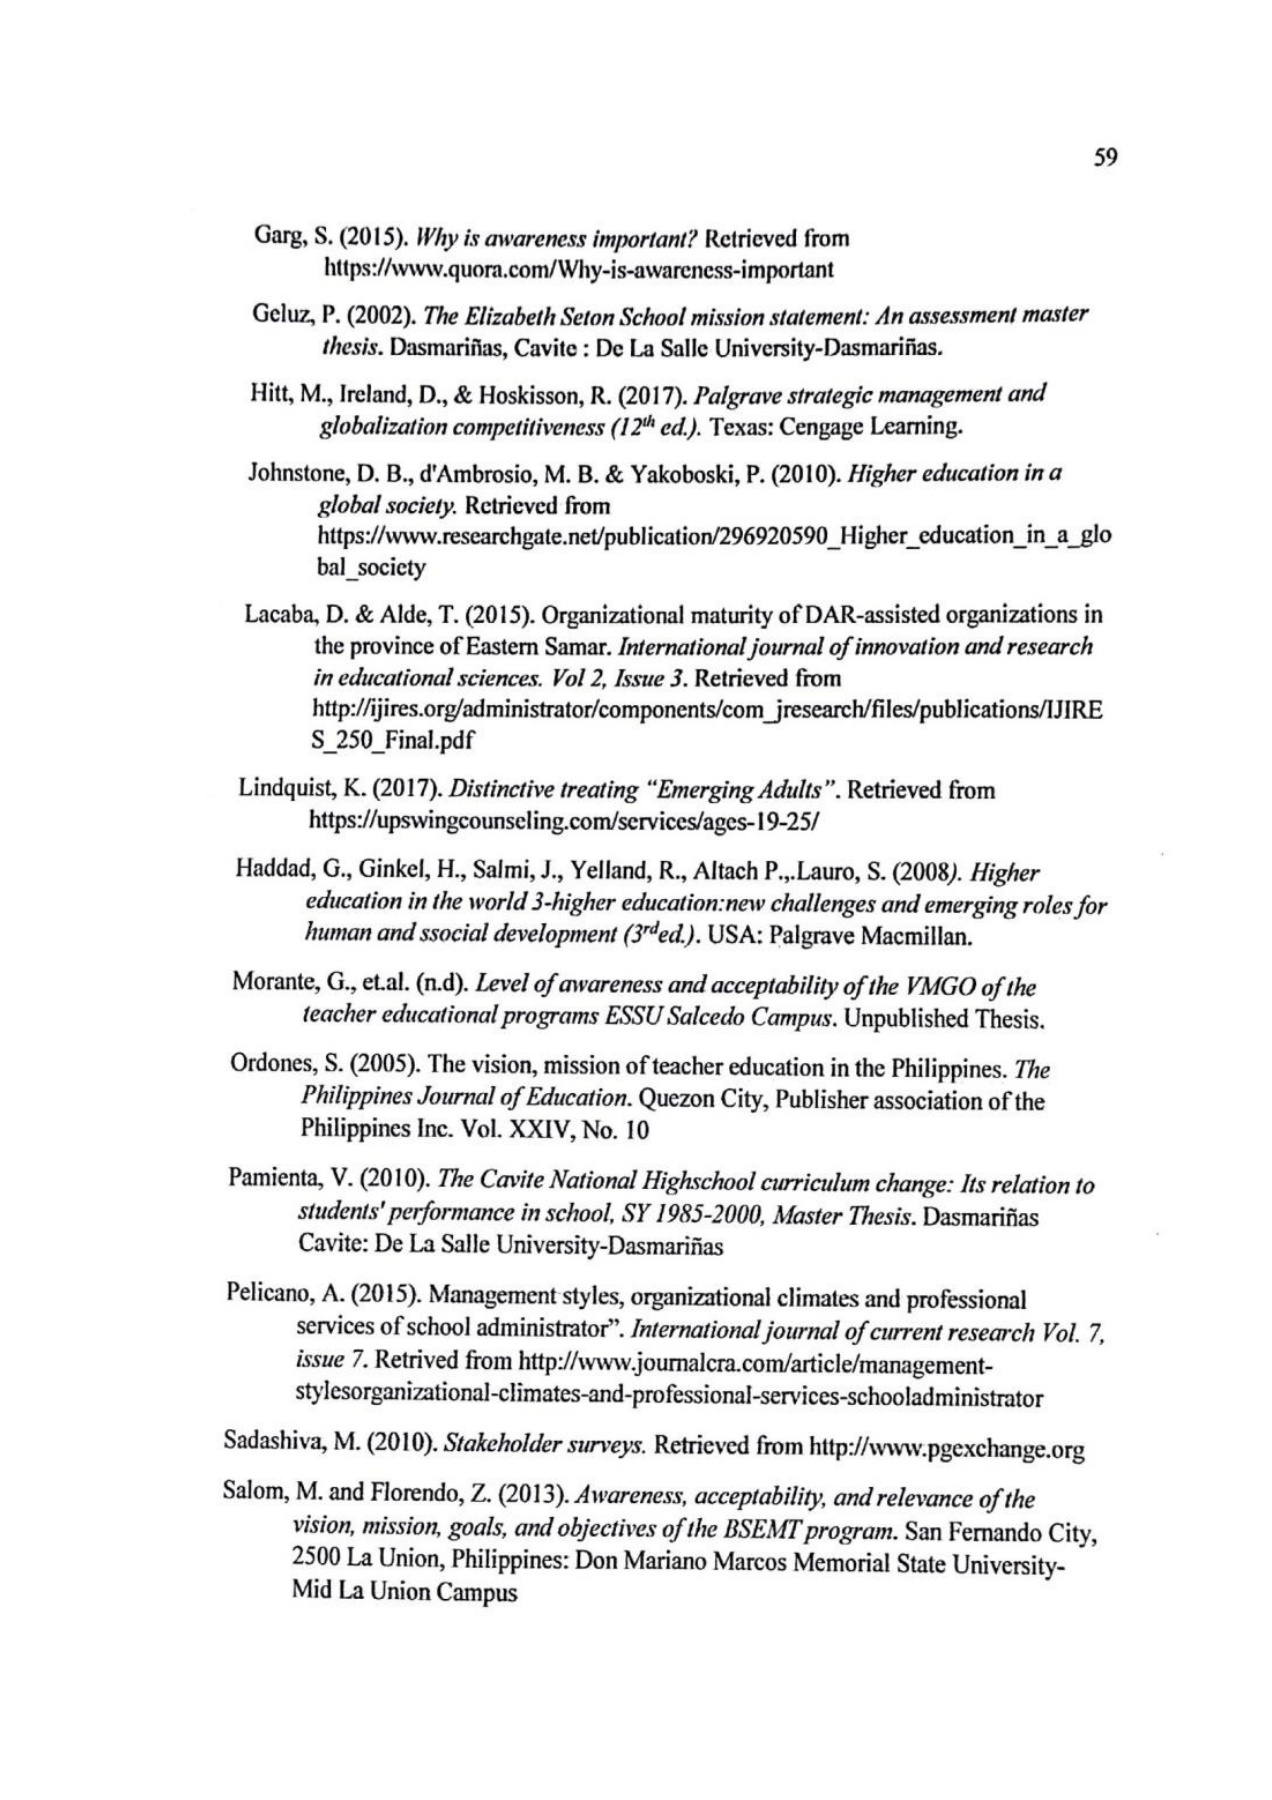 59
Garg, S. (2015). Why is awareness important? Retrieved from
https://www.quora.com/Why-is-awareness-important
Geluz, P. (2002). The Elizabeth Seton School mission statement: An assessment master
thesis. Dasmariñas, Cavite : De La Salle University-Dasmariñas.
Hitt, M., Ireland, D., & Hoskisson, R. (2017). Palgrave strategic management and
globalization competitiveness (12th ed.). Texas: Cengage Learning.
Johnstone, D. B., d'Ambrosio, M. B. & Yakoboski, P. (2010). Higher education in a
global society. Retrieved from
https://www.researchgate.net/publication/296920590_Higher_education_in_a_glo
bal_society
Lacaba, D. & Alde, T. (2015). Organizational maturity of DAR-assisted organizations in
the province of Eastern Samar. International journal of innovation and research
in educational sciences. Vol 2, Issue 3. Retrieved from
http://ijires.org/administrator/components/com_jresearch/files/publications/IJIRE
S_250_Final.pdf
Lindquist, K. (2017). Distinctive treating “Emerging Adults”. Retrieved from
https://upswingcounseling.com/services/ages-19-25/
Haddad, G., Ginkel, H., Salmi, J., Yelland, R., Altach P.,.Lauro, S. (2008). Higher
education in the world 3-higher education:new challenges and emerging roles for
human and ssocial development (3rded.). USA: Palgrave Macmillan.
Morante, G., et.al. (n.d). Level of awareness and acceptability of the VMGO of the
teacher educational programs ESSU Salcedo Campus. Unpublished Thesis.
Ordones, S. (2005). The vision, mission of teacher education in the Philippines. The
Philippines Journal of Education. Quezon City, Publisher association of the
Philippines Inc. Vol. XXIV, No. 10
Pamienta, V. (2010). The Cavite National Highschool curriculum change: Its relation to
students' performance in school, SY 1985-2000, Master Thesis. Dasmariñas
Cavite: De La Salle University-Dasmariñas
Pelicano, A. (2015). Management styles, organizational climates and professional
services of school administrator”. International journal of current research Vol. 7,
issue 7. Retrived from http://www.journalcra.com/article/management-
stylesorganizational-climates-and-professional-services-schooladministrator
Sadashiva, M. (2010). Stakeholder surveys. Retrieved from http://www.pgexchange.org
Salom, M. and Florendo, Z. (2013). Awareness, acceptability, and relevance of the
vision, mission, goals, and objectives of the BSEMT program. San Fernando City,
2500 La Union, Philippines: Don Mariano Marcos Memorial State University-
Mid La Union Campus